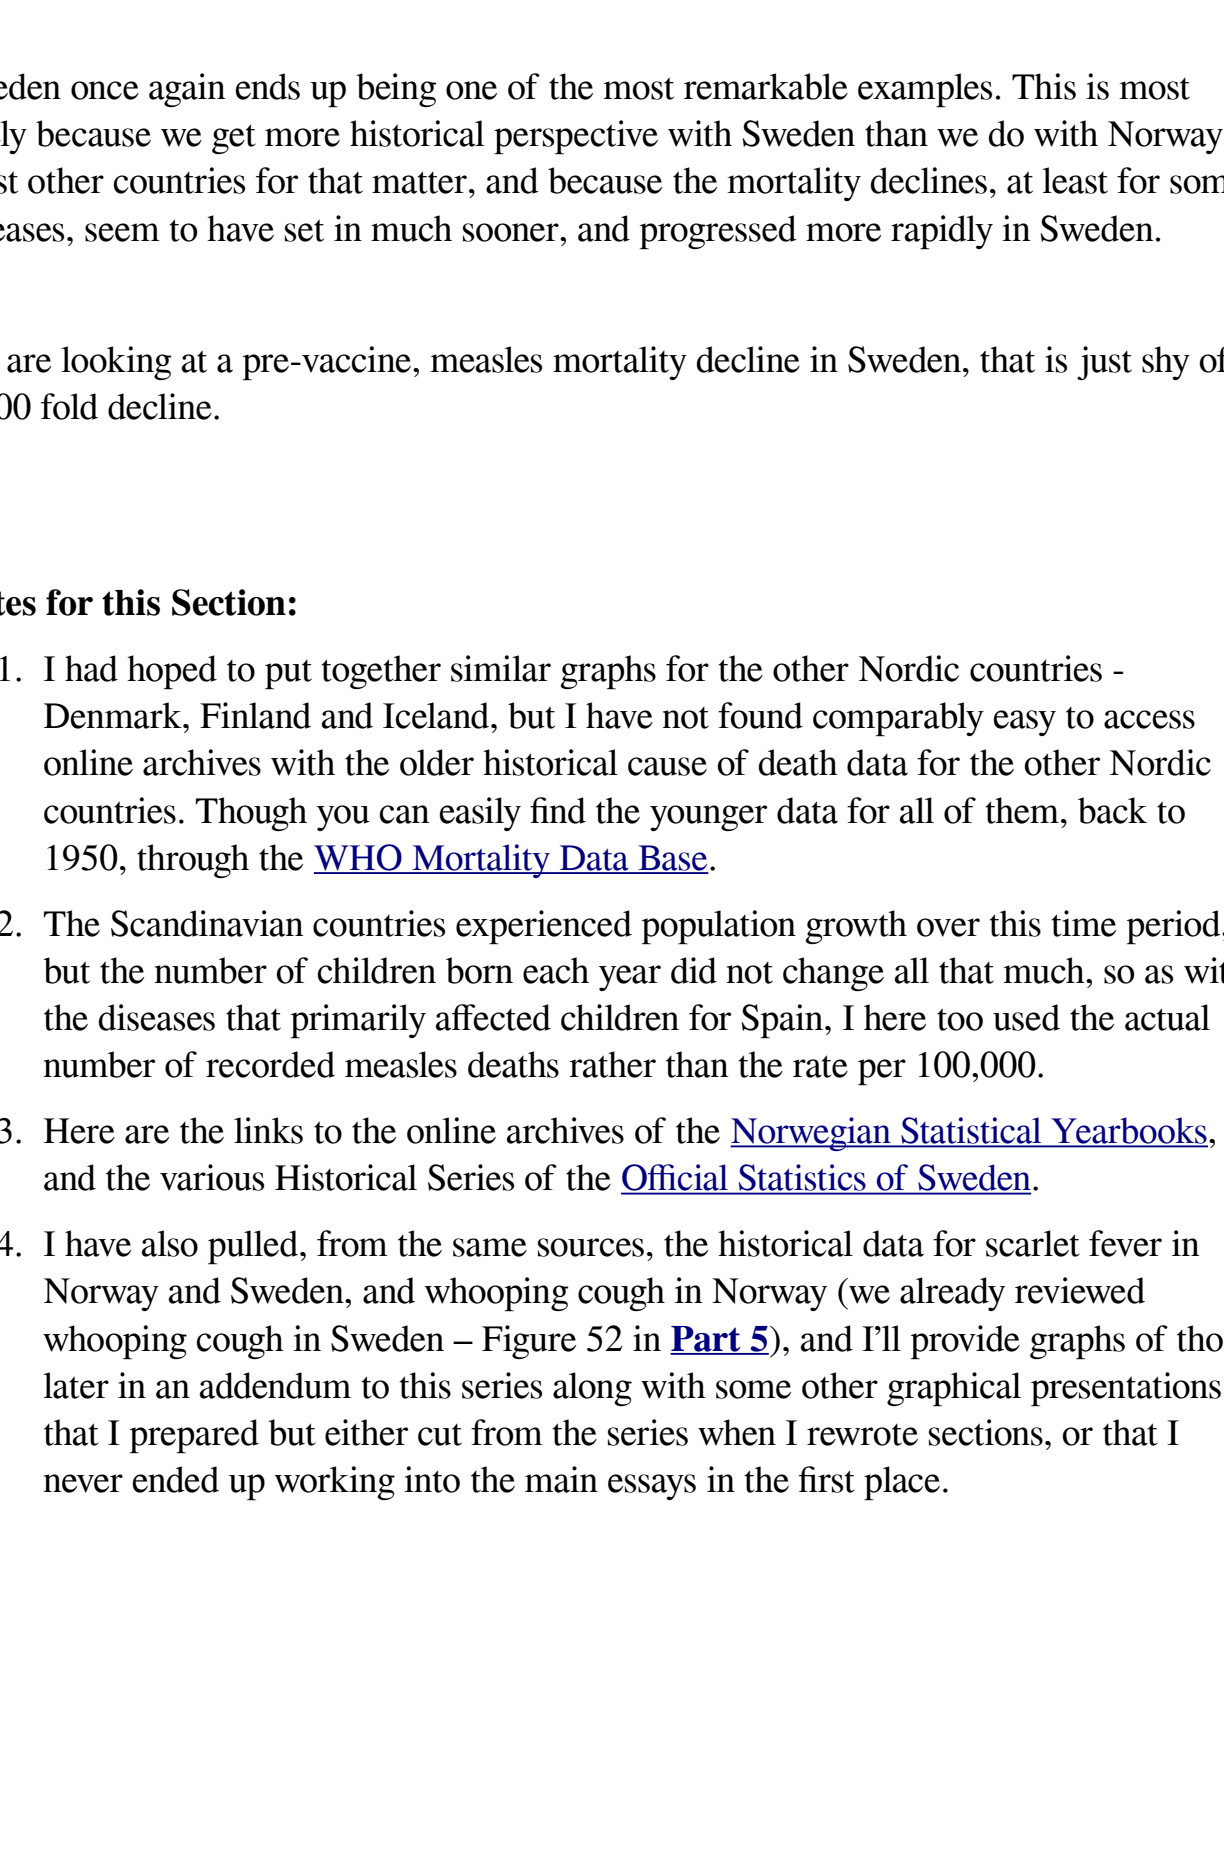 eden once again ends up being one of the most remarkable examples. This is most
ly because we get more historical perspective with Sweden than we do with Norway
st other countries for that matter, and because the mortality declines, at least for som
eases, seem to have set in much sooner, and progressed more rapidly in Sweden.
are looking at a pre-vaccine, measles mortality decline in Sweden, that is just shy of
00 fold decline.
tes for this Section:
1. I had hoped to put together similar graphs for the other Nordic countries -
Denmark, Finland and Iceland, but I have not found comparably easy to access
online archives with the older historical cause of death data for the other Nordic
countries. Though you can easily find the younger data for all of them, back to
1950, through the WHO Mortality Data Base.
2. The Scandinavian countries experienced population growth over this time period,
but the number of children born each year did not change all that much, so as wit
the diseases that primarily affected children for Spain, I here too used the actual
number of recorded measles deaths rather than the rate per 100,000.
3. Here are the links to the online archives of the Norwegian Statistical Yearbooks,
and the various Historical Series of the Official Statistics of Sweden.
4. I have also pulled, from the same sources, the historical data for scarlet fever in
Norway and Sweden, and whooping cough in Norway (we already reviewed
whooping cough in Sweden – Figure 52 in Part 5), and I’ll provide graphs of tho
later in an addendum to this series along with some other graphical presentations
that I prepared but either cut from the series when I rewrote sections, or that I
never ended up working into the main essays in the first place.